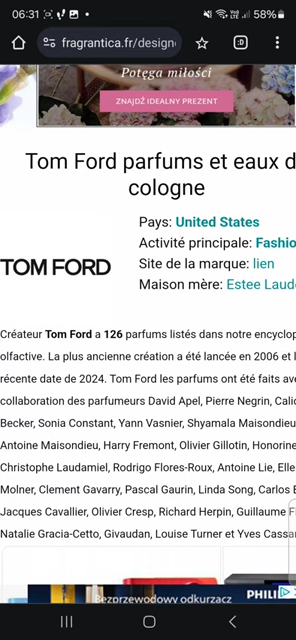 06:31
58%
fragrantica.fr/design
:D
Potęga miłości
ZNAJDŹ IDEALNY PREZENT
Tom Ford parfums et eaux d
cologne
Pays: United States
Activité principale: Fashio
TOM FORD
Site de la marque: lien
Maison mère: Estee Laud
Créateur Tom Ford a 126 parfums listés dans notre encyclop
olfactive. La plus ancienne création a été lancée en 2006 et l
récente date de 2024. Tom Ford les parfums ont été faits ave
collaboration des parfumeurs David Apel, Pierre Negrin, Calic
Becker, Sonia Constant, Yann Vasnier, Shyamala Maisondieu
Antoine Maisondieu, Harry Fremont, Olivier Gillotin, Honorine
Christophe Laudamiel, Rodrigo Flores-Roux, Antoine Lie, Elle
Molner, Clement Gavarry, Pascal Gaurin, Linda Song, Carlos B
Jacques Cavallier, Olivier Cresp, Richard Herpin, Guillaume F
Natalie Gracia-Cetto, Givaudan, Louise Turner et Yves Cassar
Bezprzewodowy odkurzacz
PHILI